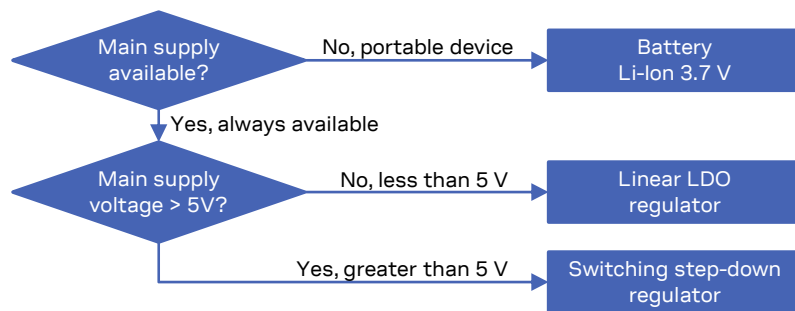 Main supply
available?
No, portable device
Battery
Li-Ion 3.7 V
Yes, always available
Main supply
voltage > 5V?
No, less than 5 V
Linear LDO
regulator
Yes, greater than 5 V
Switching step-down
regulator